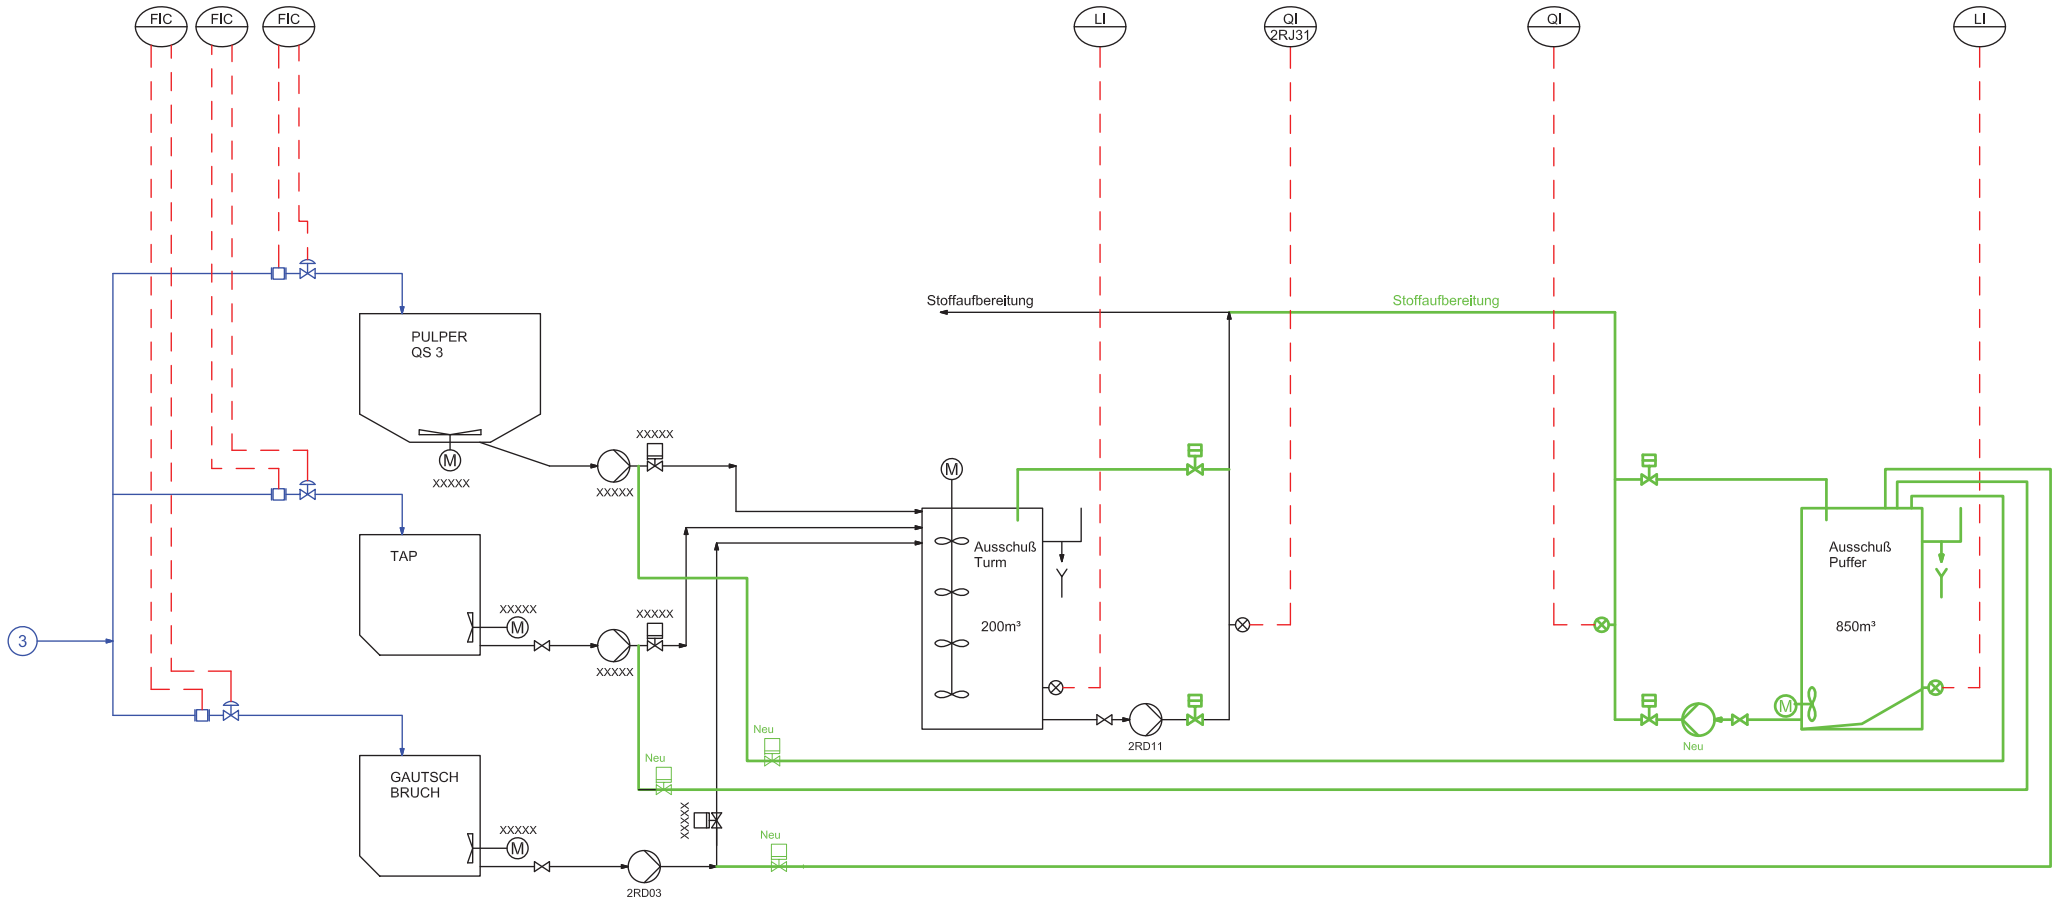 FIC
FIC
FIC
LI
QI
2RJ31
QI
LI
Stoffaufbereitung
Stoffaufbereitung
PULPER
QS 3
M
XXXXX
XXXXX
XXXXX
M
TAP
XXXXX
M
XXXXX
XXXXX
Ausschuß
Turm
200m³
Ausschuß
Puffer
850m³
3
M
2RD11
Neu
Neu
Neu
GAUTSCH
BRUCH
XXXXX
M
XXXXX
Neu
2RD03